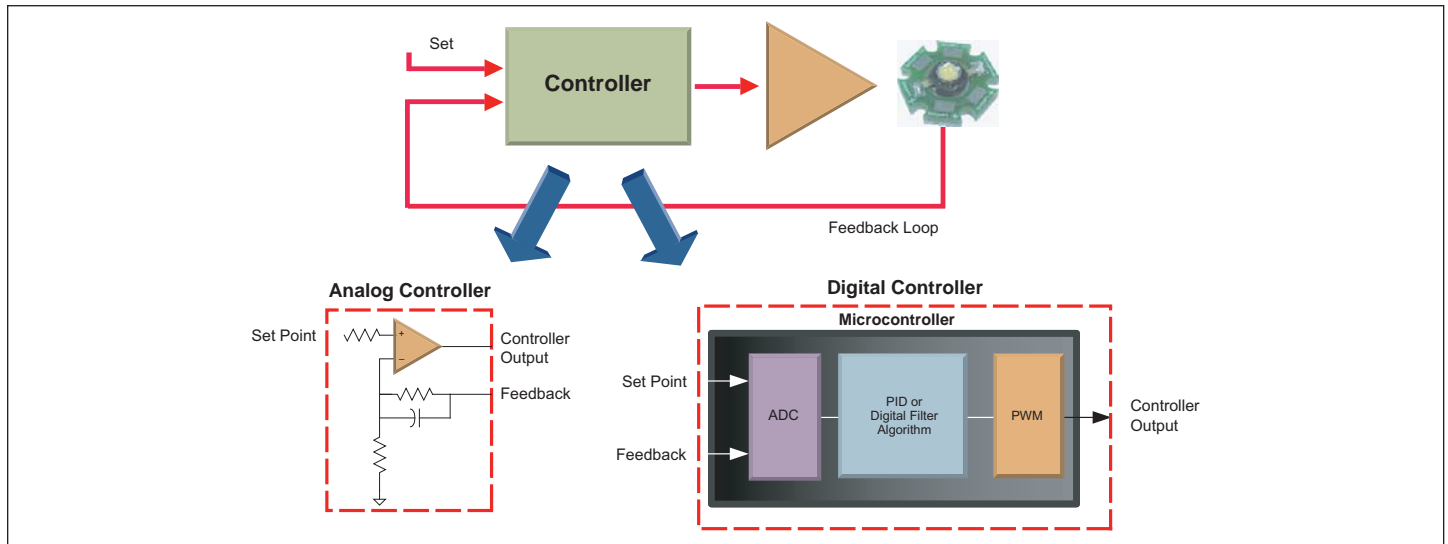 Set
Controller
Feedback Loop
Analog Controller
Set Point
+
–
Controller
Output
Feedback
Digital Controller
Microcontroller
Set Point
Feedback
ADC
PID or
Digital Filter
Algorithm
PWM
Controller
Output